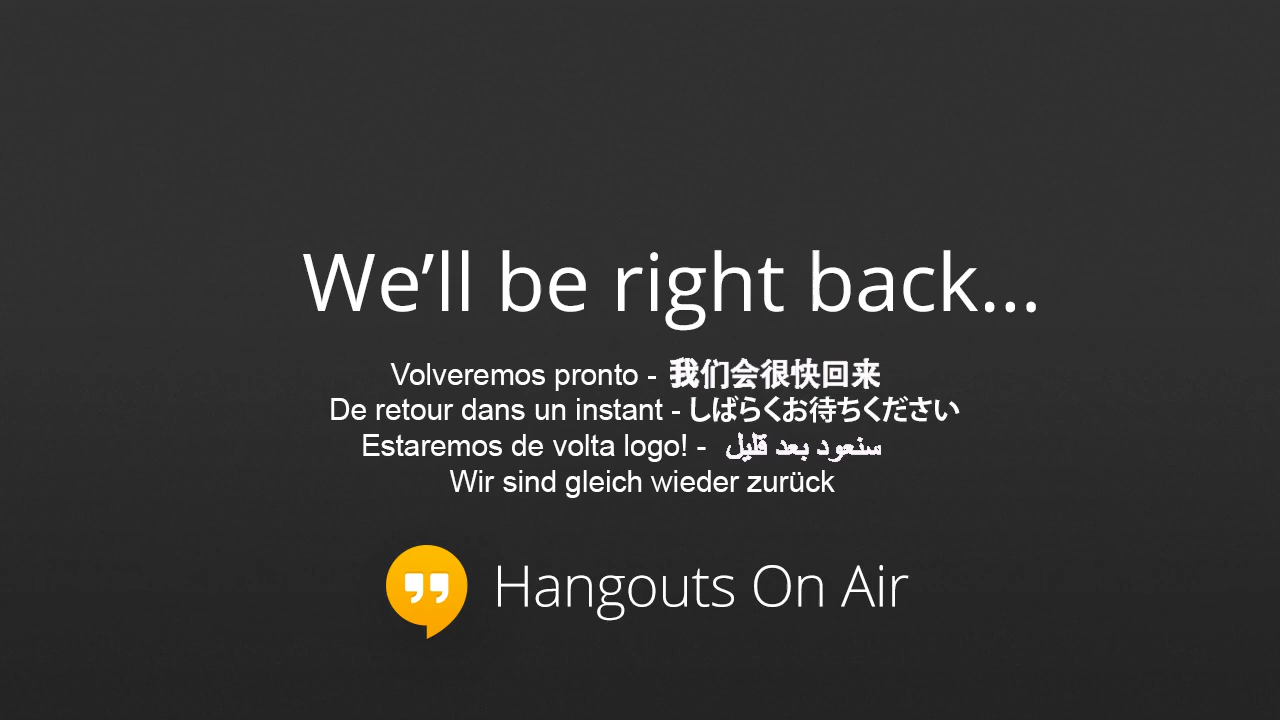 We’ll be right back...
Volveremos pronto - 我们会很快回来
De retour dans un instant - しばらくお待ちください
Estaremos de volta logo! - سنعود بعد قليل
Wir sind gleich wieder zurück
Hangouts On Air